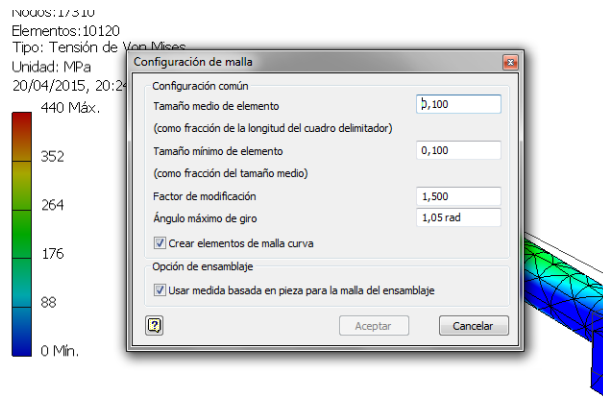 Nodos:17310
Elementos:10120
Tipo: Tensión de Von Mises
Unidad: MPa
20/04/2015, 20:24
440 Máx.
352
264
176
88
0 Mín.
Configuración de malla
Configuración común
Tamaño medio de elemento 0,100
(como fracción de la longitud del cuadro delimitador)
Tamaño mínimo de elemento 0,100
(como fracción del tamaño medio)
Factor de modificación 1,500
Ángulo máximo de giro 1,05 rad
Crear elementos de malla curva
Opción de ensamblaje
Usar medida basada en pieza para la malla del ensamblaje
? Aceptar Cancelar